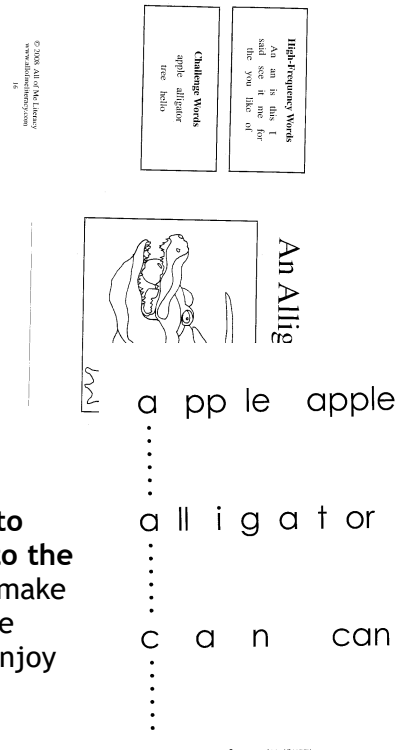 High-Frequency Words
An an is this I
said see it me for
the you like of
Challenge Words
apple alligator
tree hello
© 2008 All of Me Literacy
www.allofmeliteracy.com
16
An Allig
a pp le apple
a ll i g a t or
c a n can
to
to the
make
e
njoy